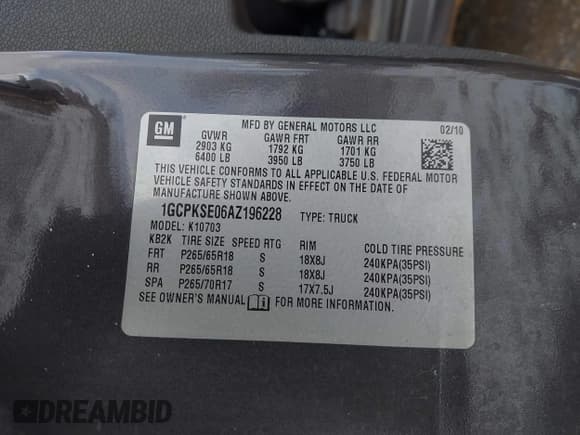 GM
MFD BY GENERAL MOTORS LLC 02/10
GVWR GAWR FRT GAWR RR
2903 KG 1792 KG 1701 KG
6400 LB 3950 LB 3750 LB
THIS VEHICLE CONFORMS TO ALL APPLICABLE U.S. FEDERAL MOTOR
VEHICLE SAFETY STANDARDS IN EFFECT ON THE DATE OF
MANUFACTURE SHOWN ABOVE.
1GCPKSE06AZ196228 TYPE: TRUCK
MODEL: K10703
KB2K TIRE SIZE SPEED RTG RIM COLD TIRE PRESSURE
FRT P265/65R18 S 18X8J 240KPA(35PSI)
RR P265/65R18 S 18X8J 240KPA(35PSI)
SPA P265/70R17 S 17X7.5J 240KPA(35PSI)
SEE OWNER'S MANUAL FOR MORE INFORMATION.
DREAMBID